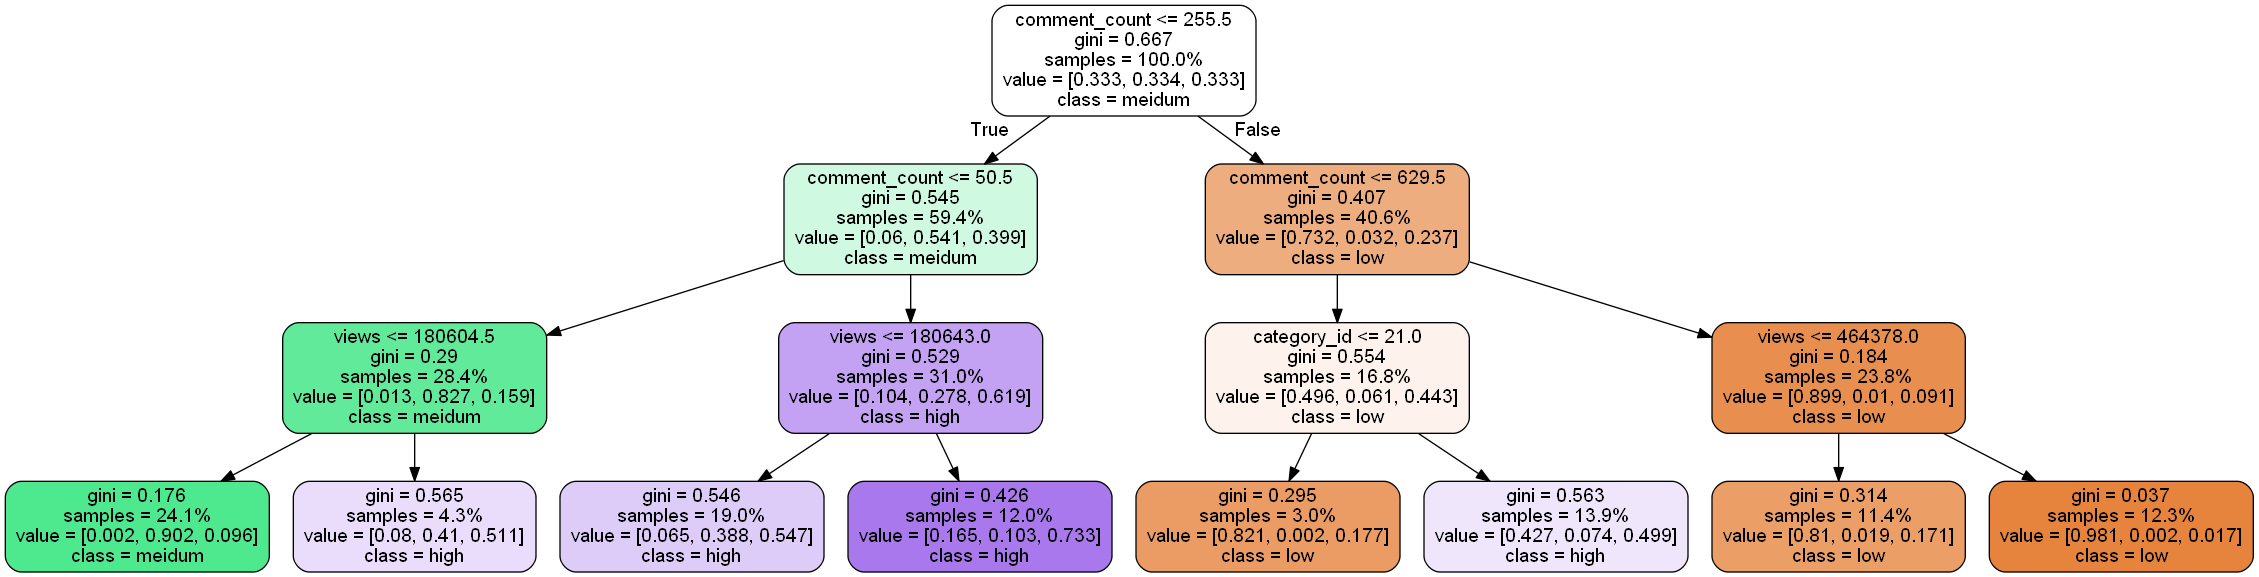 comment_count <= 255.5
gini = 0.667
samples = 100.0%
value = [0.333, 0.334, 0.333]
class = meidum
True
False
comment_count <= 50.5
gini = 0.545
samples = 59.4%
value = [0.06, 0.541, 0.399]
class = meidum
comment_count <= 629.5
gini = 0.407
samples = 40.6%
value = [0.732, 0.032, 0.237]
class = low
views <= 180604.5
gini = 0.29
samples = 28.4%
value = [0.013, 0.827, 0.159]
class = meidum
views <= 180643.0
gini = 0.529
samples = 31.0%
value = [0.104, 0.278, 0.619]
class = high
category_id <= 21.0
gini = 0.554
samples = 16.8%
value = [0.496, 0.061, 0.443]
class = low
views <= 464378.0
gini = 0.184
samples = 23.8%
value = [0.899, 0.01, 0.091]
class = low
gini = 0.176
samples = 24.1%
value = [0.002, 0.902, 0.096]
class = meidum
gini = 0.565
samples = 4.3%
value = [0.08, 0.41, 0.511]
class = high
gini = 0.546
samples = 19.0%
value = [0.065, 0.388, 0.547]
class = high
gini = 0.426
samples = 12.0%
value = [0.165, 0.103, 0.733]
class = high
gini = 0.295
samples = 3.0%
value = [0.821, 0.002, 0.177]
class = low
gini = 0.563
samples = 13.9%
value = [0.427, 0.074, 0.499]
class = high
gini = 0.314
samples = 11.4%
value = [0.81, 0.019, 0.171]
class = low
gini = 0.037
samples = 12.3%
value = [0.981, 0.002, 0.017]
class = low